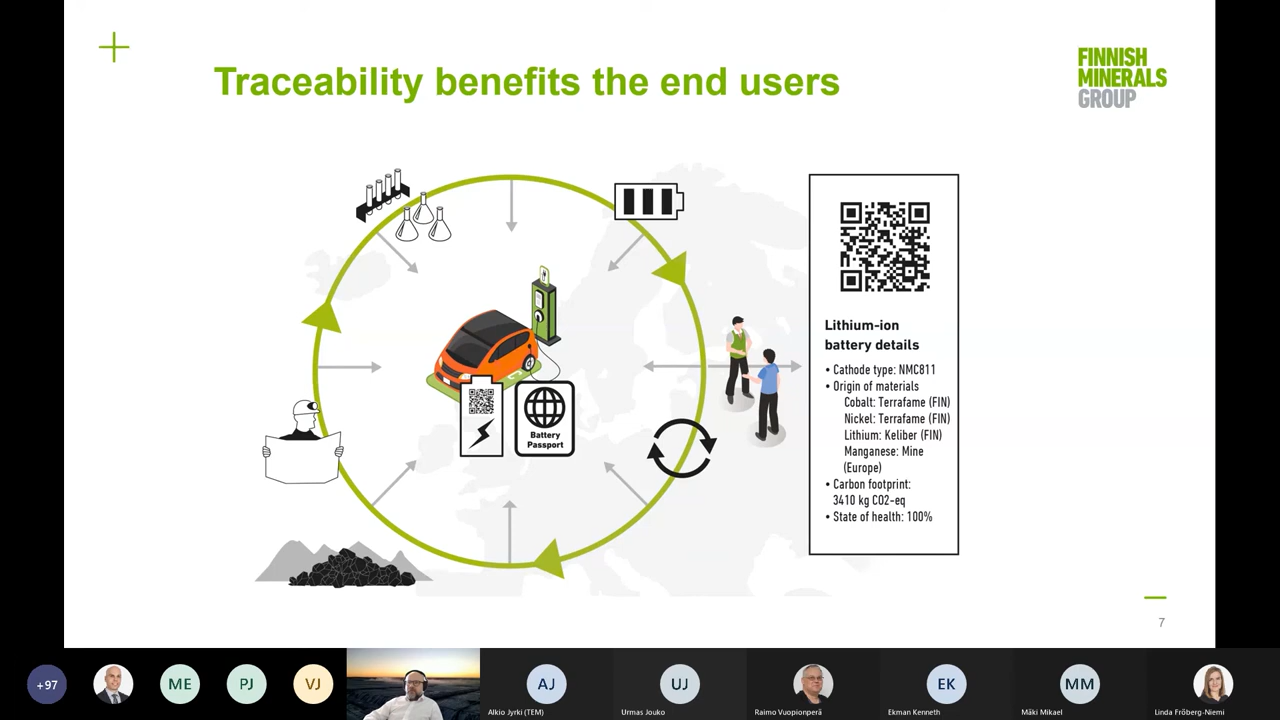 Traceability benefits the end users
FINNISH
MINERALS
GROUP
Battery
Passport
Lithium-ion
battery details
• Cathode type: NMC811
• Origin of materials
Cobalt: Terrafame (FIN)
Nickel: Terrafame (FIN)
Lithium: Keliber (FIN)
Manganese: Mine
(Europe)
• Carbon footprint:
3410 kg CO2-eq
• State of health: 100%
7
+97
ME
PJ
VJ
AJ
Alkio Jyrki (TEM)
UJ
Urmas Jouko
Raimo Vuopionperä
EK
Ekman Kenneth
MM
Mäki Mikael
Linda Fröberg-Niemi